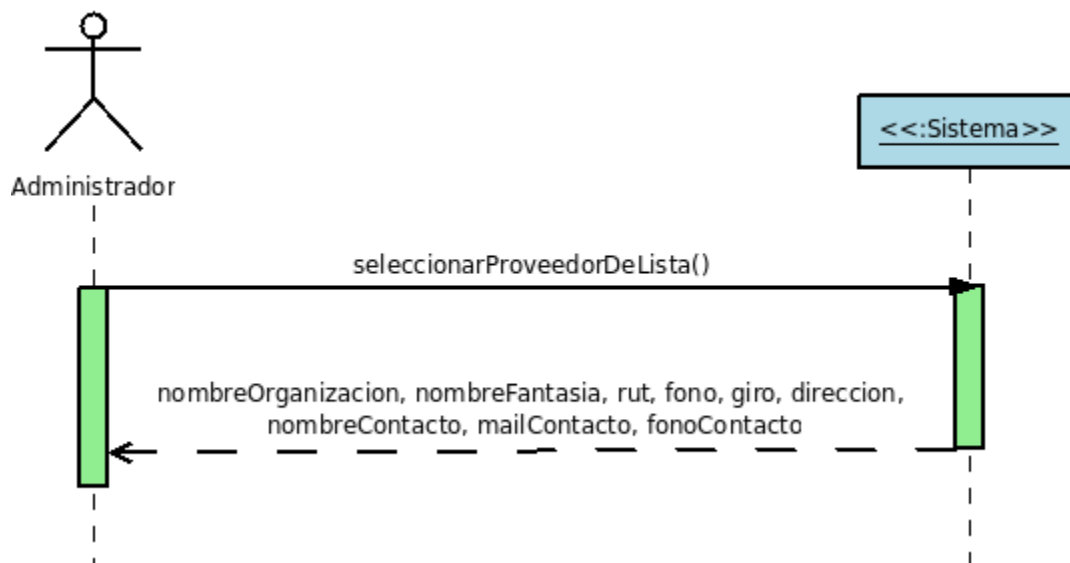 <<:Sistema>>
Administrador
seleccionarProveedorDeLista()
nombreOrganizacion, nombreFantasia, rut, fono, giro, direccion,
nombreContacto, mailContacto, fonoContacto